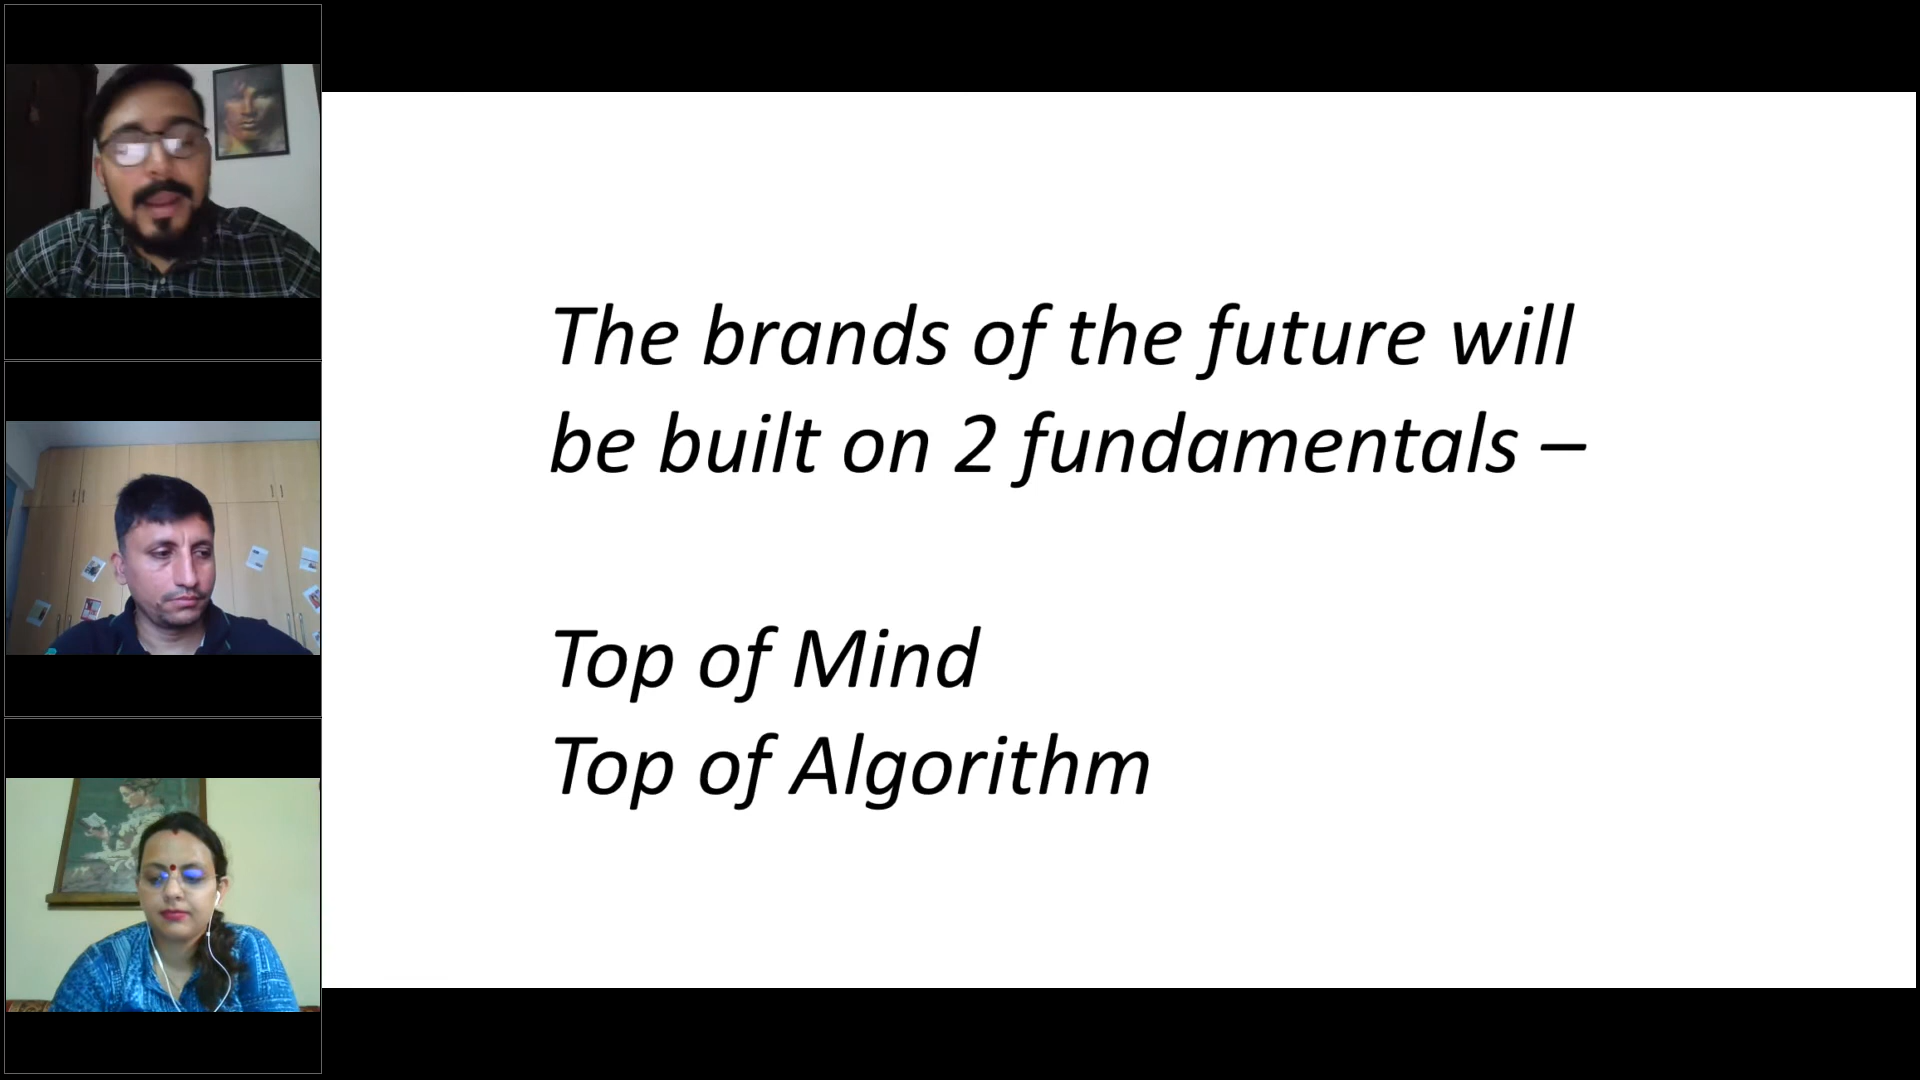 The brands of the future will
be built on 2 fundamentals –
Top of Mind
Top of Algorithm